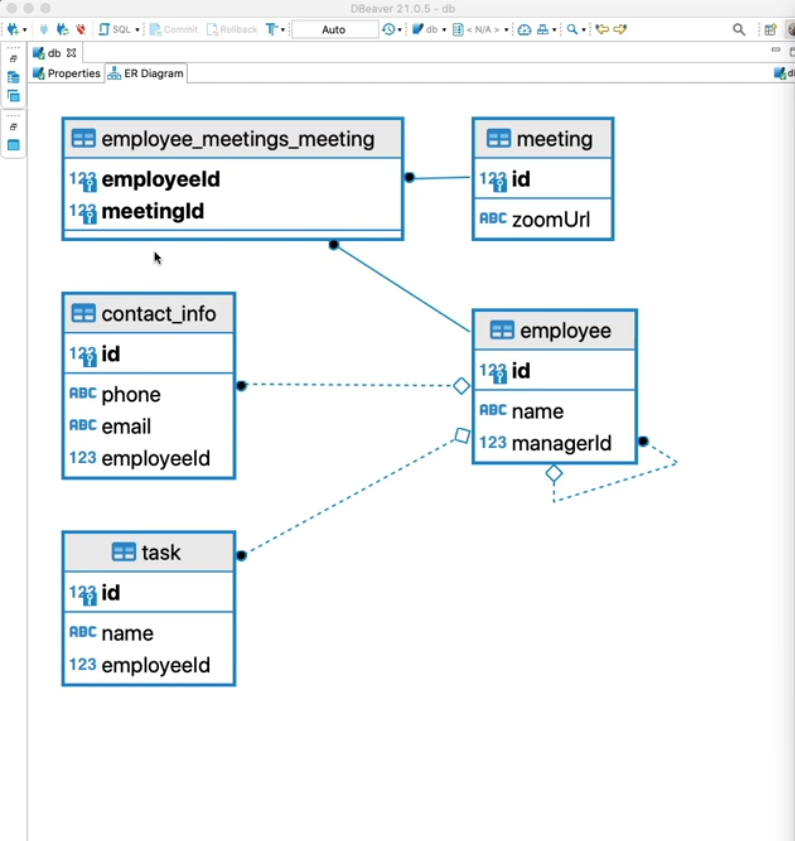 DBeaver 21.0.5 - db
SQL Commit Rollback Auto db < N/A >
db
Properties ER Diagram
employee_meetings_meeting
123 employeeId
123 meetingId
meeting
123 id
ABC zoomUrl
contact_info
123 id
ABC phone
ABC email
123 employeeId
employee
123 id
ABC name
123 managerId
task
123 id
ABC name
123 employeeId